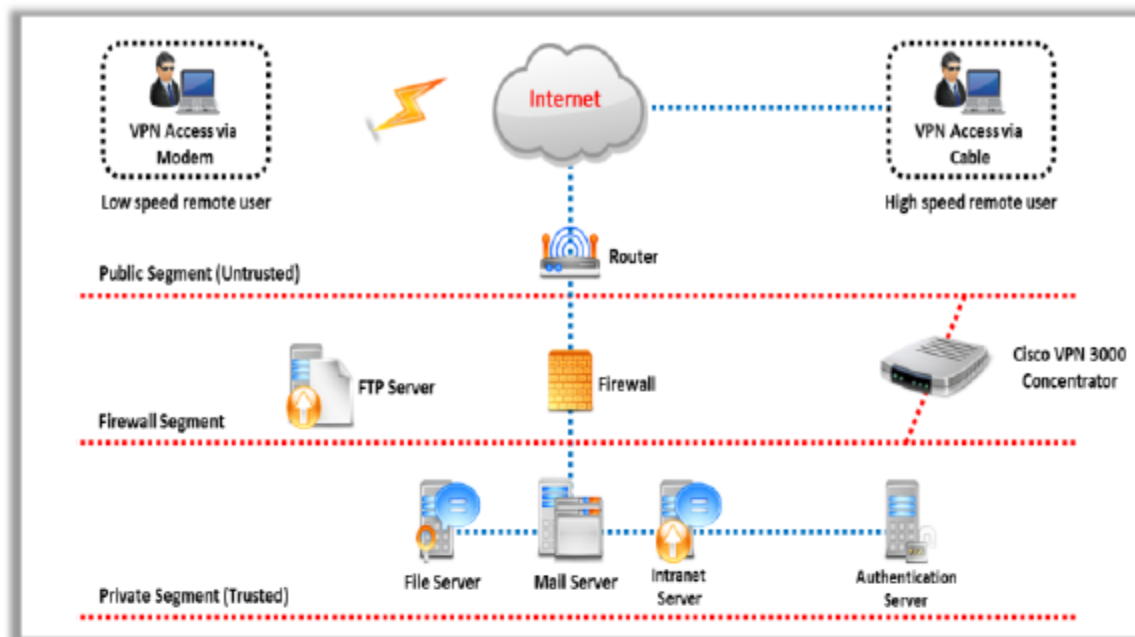 Internet
VPN Access via
Modem
VPN Access via
Cable
Low speed remote user
High speed remote user
Router
Public Segment (Untrusted)
Cisco VPN 3000
Concentrator
FTP Server
Firewall
Firewall Segment
File Server
Mail Server
Intranet
Server
Authentication
Server
Private Segment (Trusted)